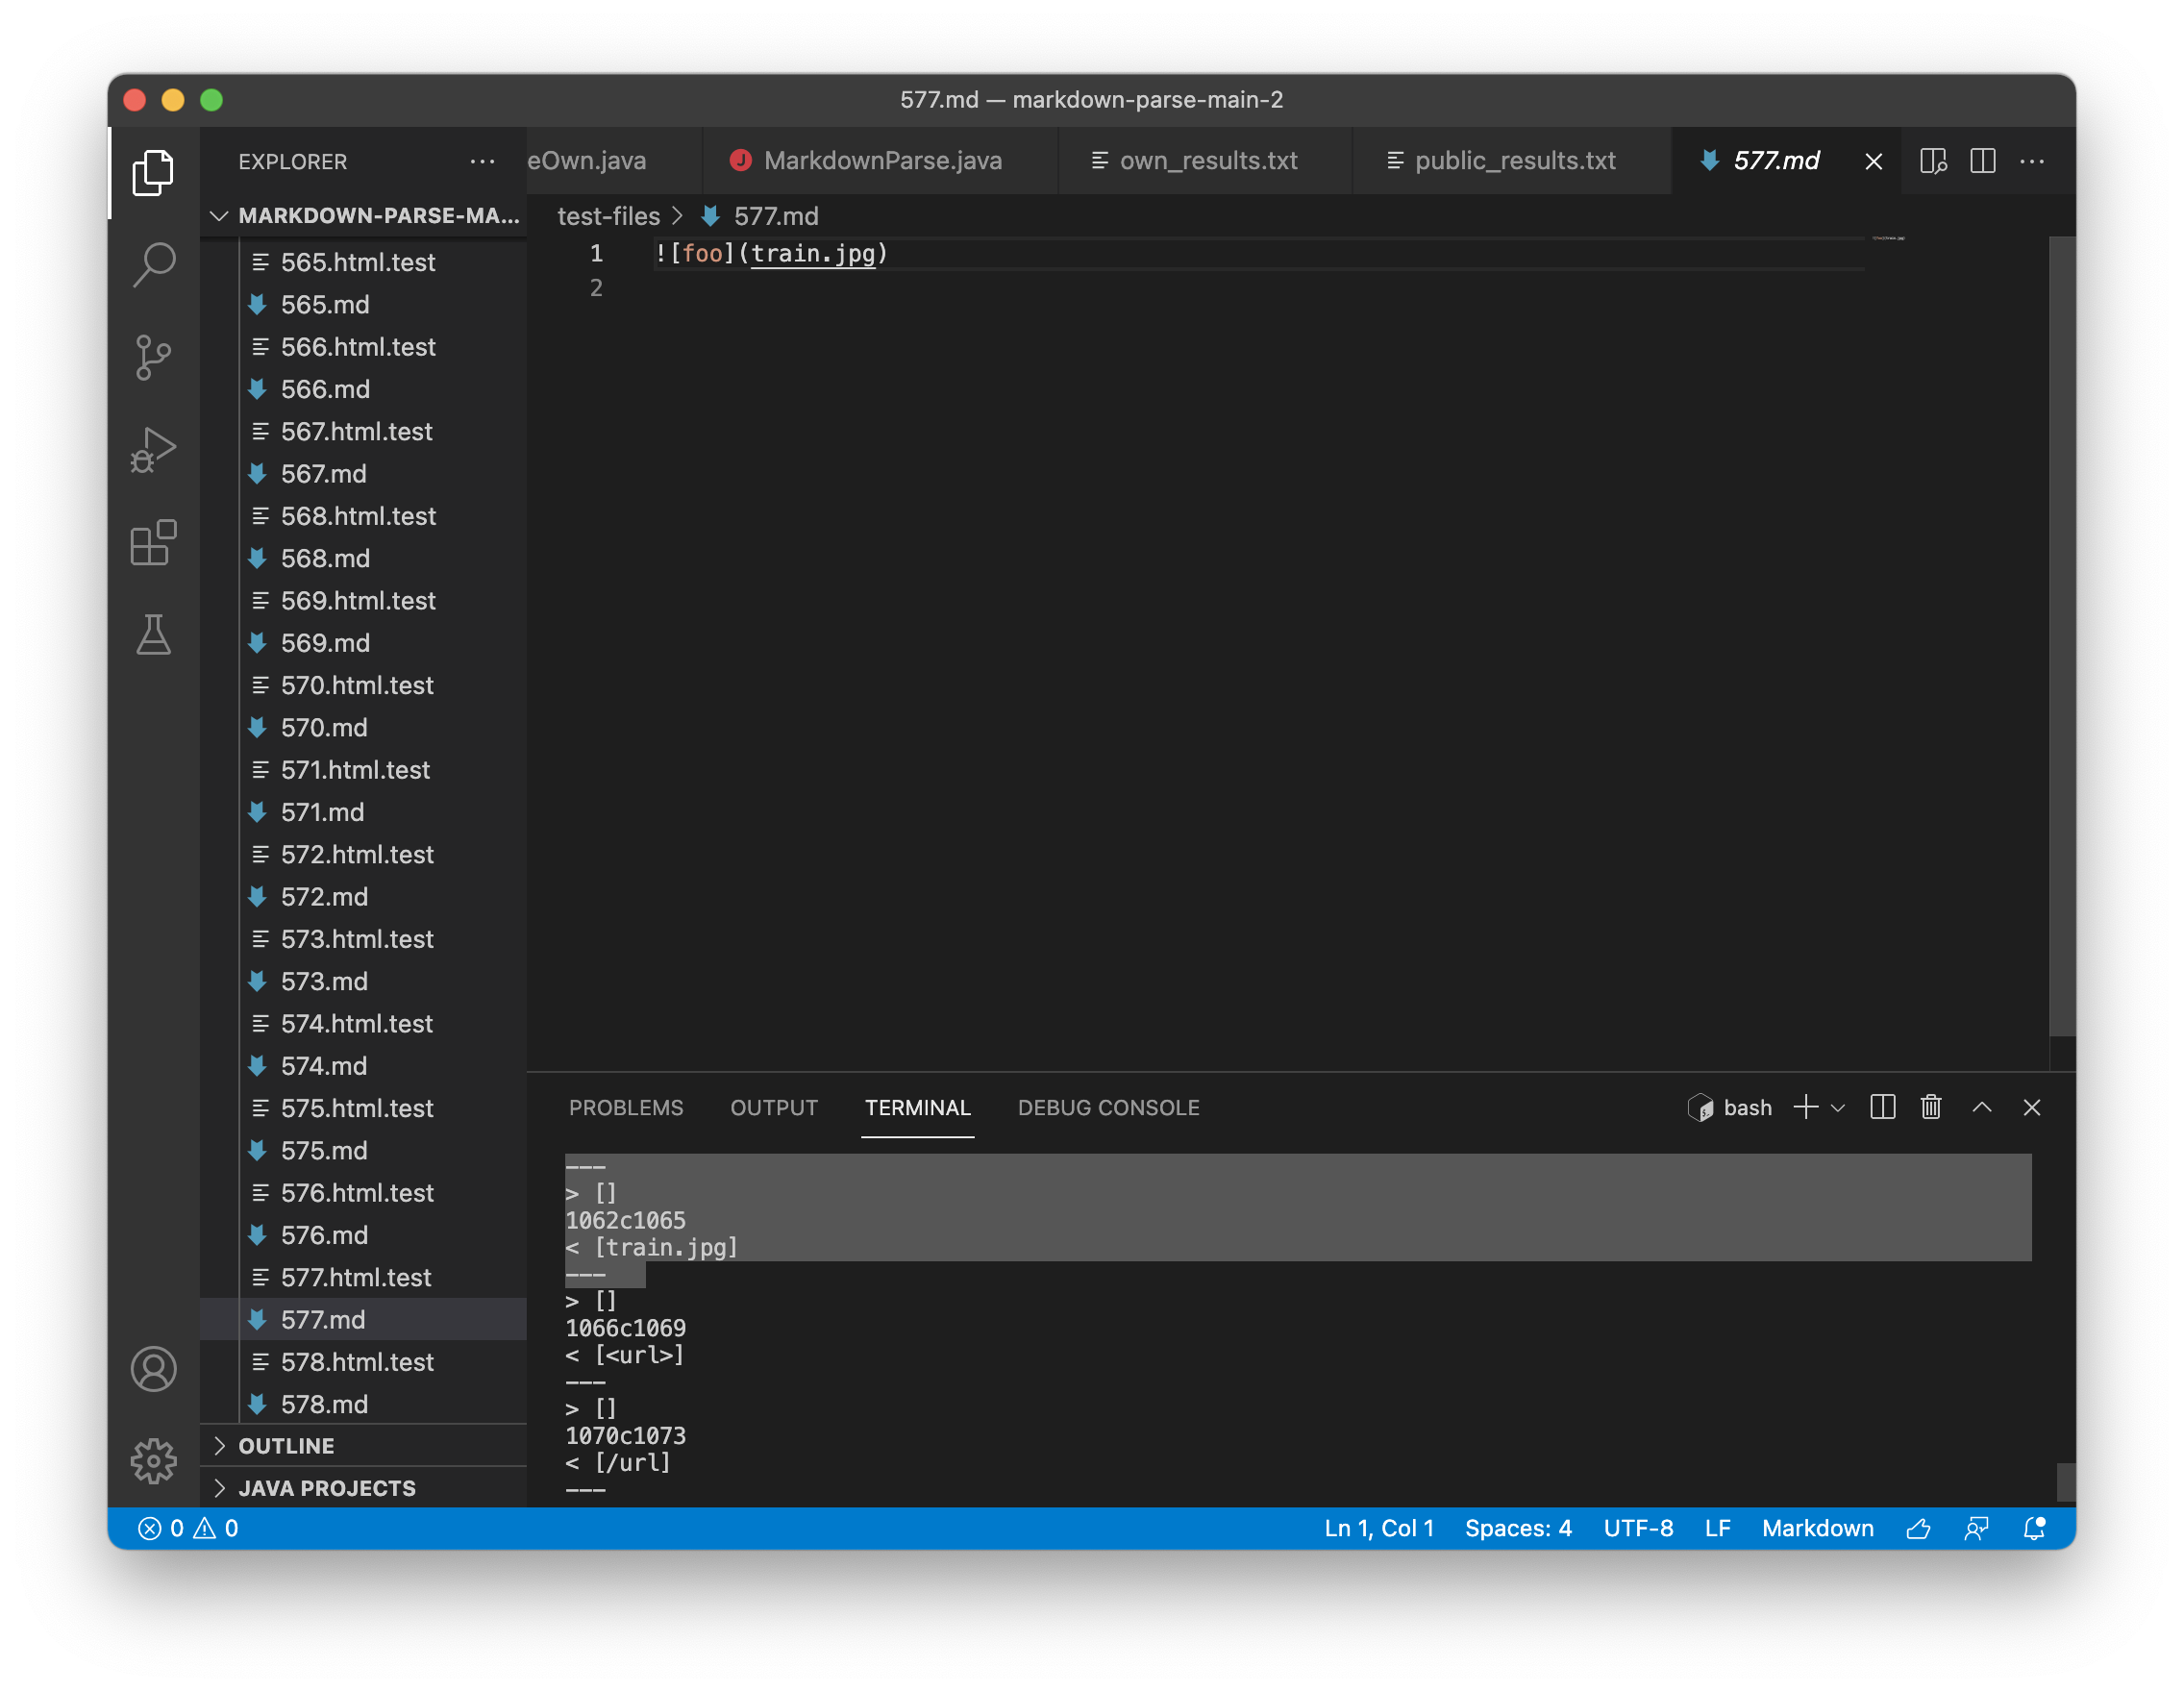 577.md — markdown-parse-main-2
EXPLORER
eOwn.java
MarkdownParse.java
own_results.txt
public_results.txt
577.md
MARKDOWN-PARSE-MA...
test-files > 577.md
1 ![foo](train.jpg)
2
565.html.test
565.md
566.html.test
566.md
567.html.test
567.md
568.html.test
568.md
569.html.test
569.md
570.html.test
570.md
571.html.test
571.md
572.html.test
572.md
573.html.test
573.md
574.html.test
574.md
575.html.test
575.md
576.html.test
576.md
577.html.test
577.md
578.html.test
578.md
OUTLINE
JAVA PROJECTS
PROBLEMS OUTPUT TERMINAL DEBUG CONSOLE
bash
---
> []
1062c1065
< [train.jpg]
---
> []
1066c1069
< [<url>]
---
> []
1070c1073
< [/url]
---
0 0
Ln 1, Col 1 Spaces: 4 UTF-8 LF Markdown